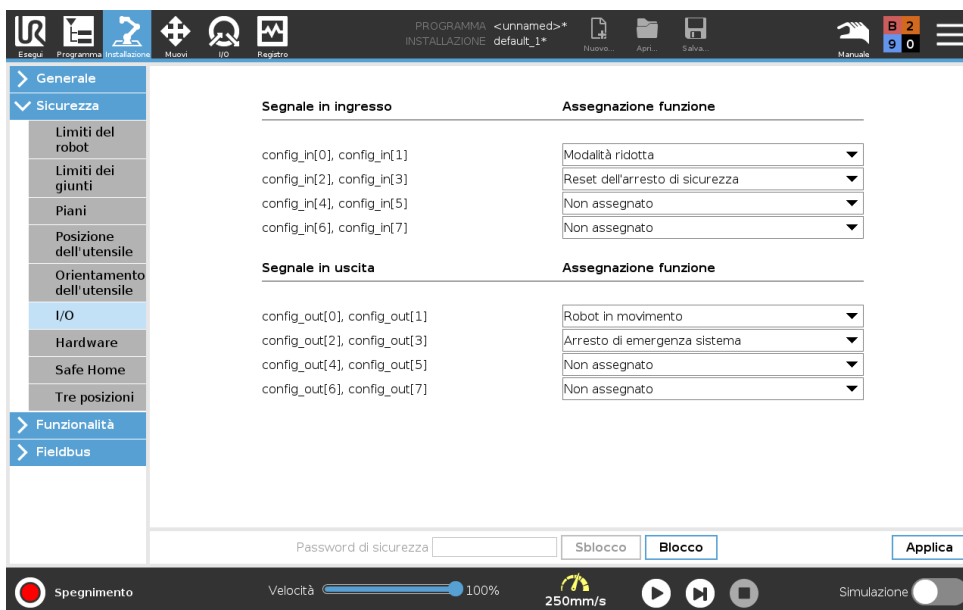 PROGRAMMA <unnamed>*
INSTALLAZIONE default_1*
Esegui Programma Installazione Muovi I/O Registro Nuovo... Apri... Salva... Manuale
B 2
9 0
Generale
Sicurezza
Limiti del
robot
Limiti dei
giunti
Piani
Posizione
dell'utensile
Orientamento
dell'utensile
I/O
Hardware
Safe Home
Tre posizioni
Funzionalità
Fieldbus
Segnale in ingresso Assegnazione funzione
config_in[0], config_in[1] Modalità ridotta
config_in[2], config_in[3] Reset dell'arresto di sicurezza
config_in[4], config_in[5] Non assegnato
config_in[6], config_in[7] Non assegnato
Segnale in uscita Assegnazione funzione
config_out[0], config_out[1] Robot in movimento
config_out[2], config_out[3] Arresto di emergenza sistema
config_out[4], config_out[5] Non assegnato
config_out[6], config_out[7] Non assegnato
Password di sicurezza Sblocco Blocco Applica
Spegnimento Velocità 100% 250mm/s Simulazione